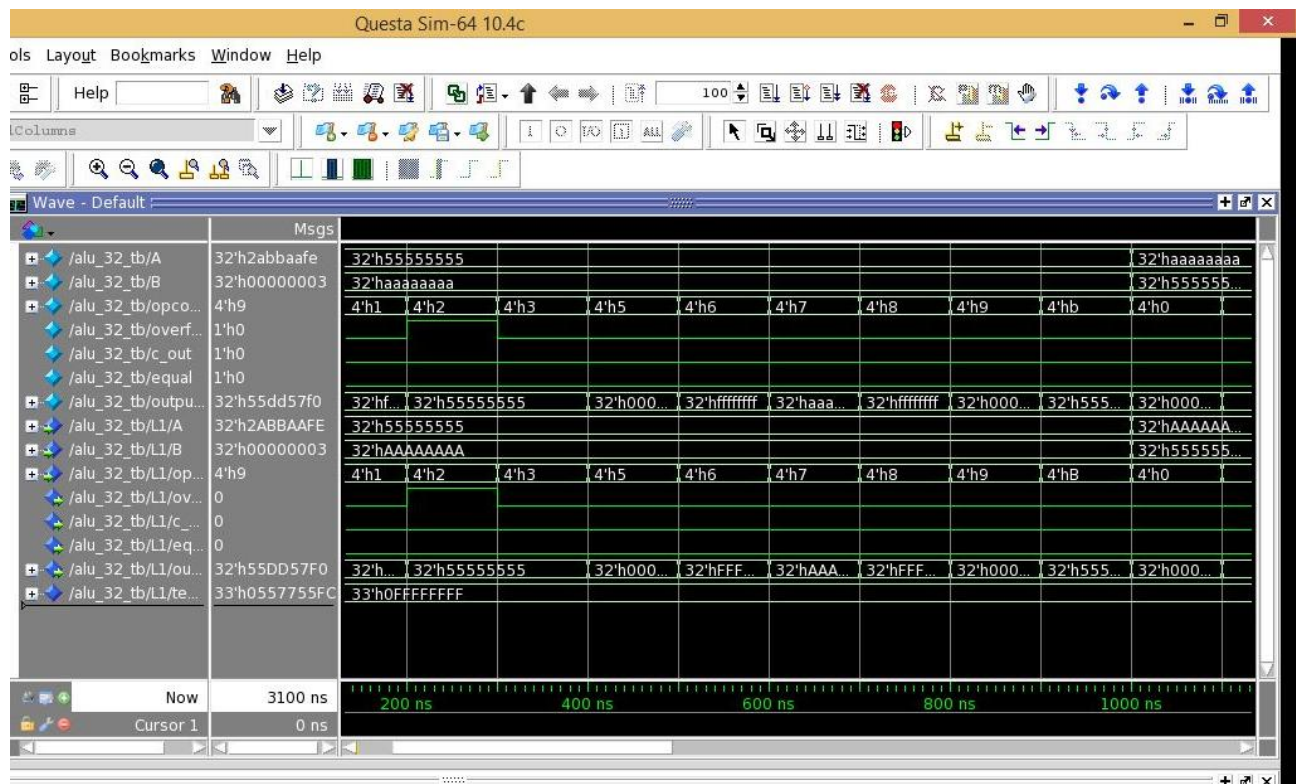 Questa Sim-64 10.4c
ols Layout Bookmarks Window Help
Help 100
Columns
1 0 I/O 1 ALL
Wave - Default
Msgs
/alu_32_tb/A 32'h2abbaafe 32'h55555555 32'haaaaaaaa
/alu_32_tb/B 32'h00000003 32'haaaaaaaa 32'h555555...
/alu_32_tb/opco... 4'h9 4'h1 4'h2 4'h3 4'h5 4'h6 4'h7 4'h8 4'h9 4'hb 4'h0
/alu_32_tb/overf... 1'h0
/alu_32_tb/c_out 1'h0
/alu_32_tb/equal 1'h0
/alu_32_tb/outpu... 32'h55dd57f0 32'hf... 32'h55555555 32'h000... 32'hffffffff 32'haaa... 32'hffffffff 32'h000... 32'h555... 32'h000...
/alu_32_tb/L1/A 32'h2ABBAAFE 32'h55555555 32'hAAAAAA...
/alu_32_tb/L1/B 32'h00000003 32'hAAAAAAAA 32'h555555...
/alu_32_tb/L1/op... 4'h9 4'h1 4'h2 4'h3 4'h5 4'h6 4'h7 4'h8 4'h9 4'hB 4'h0
/alu_32_tb/L1/ov... 0
/alu_32_tb/L1/c_... 0
/alu_32_tb/L1/eq... 0
/alu_32_tb/L1/ou... 32'h55DD57F0 32'h... 32'h55555555 32'h000... 32'hFFF... 32'hAAA... 32'hFFF... 32'h000... 32'h555... 32'h000...
/alu_32_tb/L1/te... 33'h0557755FC 33'h0FFFFFFFF
Now 3100 ns 200 ns 400 ns 600 ns 800 ns 1000 ns
Cursor 1 0 ns